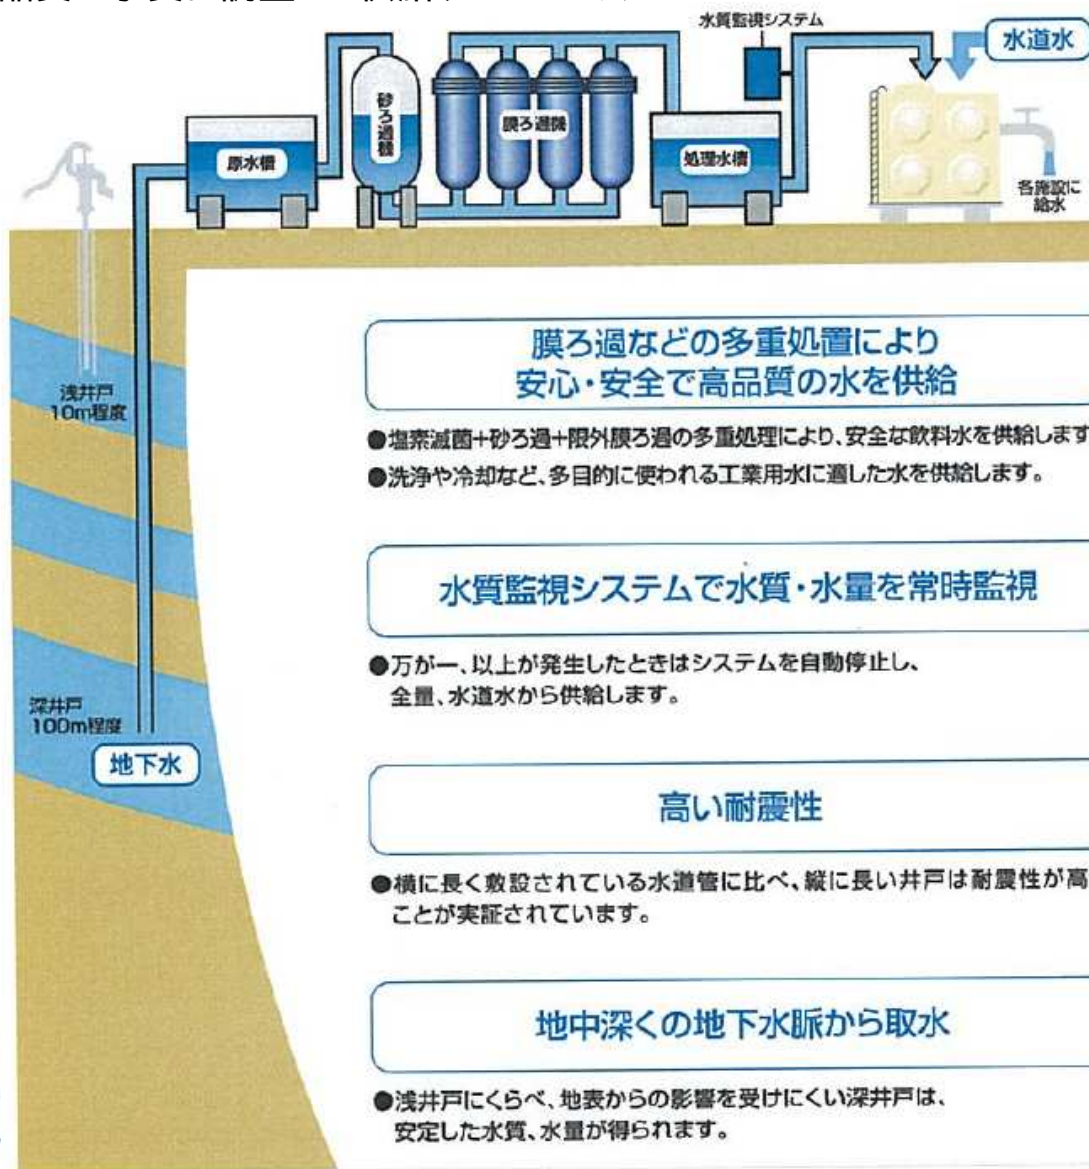 水質監視システム
水道水
砂ろ過機
膜ろ過機
原水槽
処理水槽
各施設に
給水
浅井戸
10m程度
深井戸
100m程度
地下水
膜ろ過などの多重処置により
安心・安全で高品質の水を供給
●塩素滅菌+砂ろ過+限外膜ろ過の多重処理により、安全な飲料水を供給します
●洗浄や冷却など、多目的に使われる工業用水に適した水を供給します。
水質監視システムで水質・水量を常時監視
●万が一、以上が発生したときはシステムを自動停止し、
全量、水道水から供給します。
高い耐震性
●横に長く敷設されている水道管に比べ、縦に長い井戸は耐震性が高
ことが実証されています。
地中深くの地下水脈から取水
●浅井戸にくらべ、地表からの影響を受けにくい深井戸は、
安定した水質、水量が得られます。